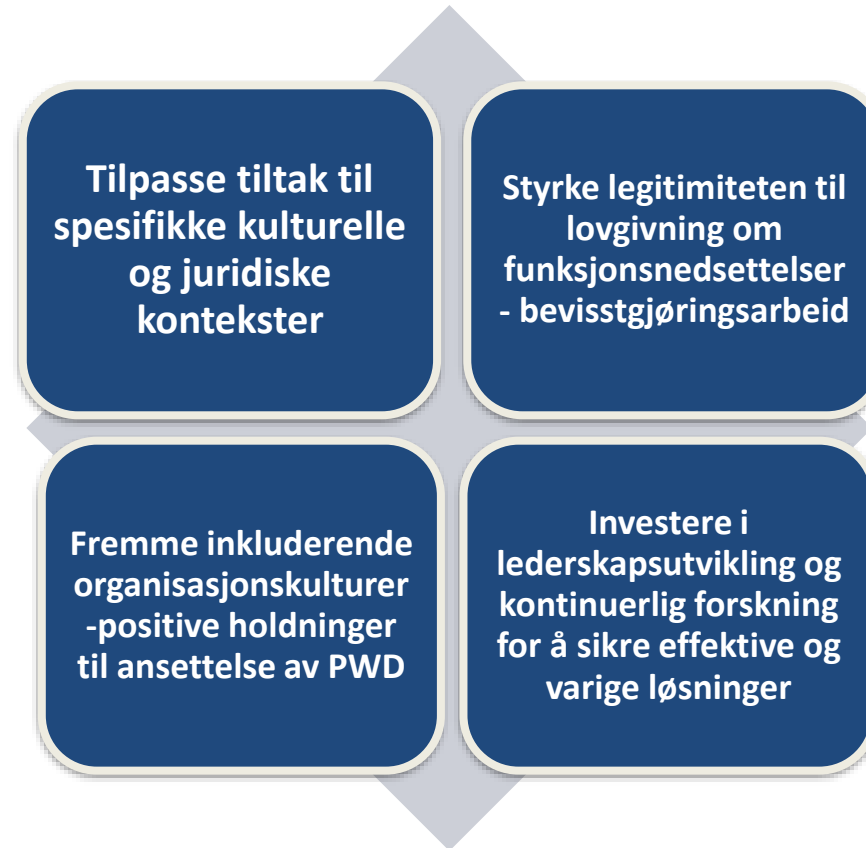 Tilpasse tiltak til
spesifikke kulturelle
og juridiske
kontekster
Styrke legitimiteten til
lovgivning om
funksjonsnedsettelser
- bevisstgjøringsarbeid
Fremme inkluderende
organisasjonskulturer
-positive holdninger
til ansettelse av PWD
Investere i
lederskapsutvikling og
kontinuerlig forskning
for å sikre effektive og
varige løsninger